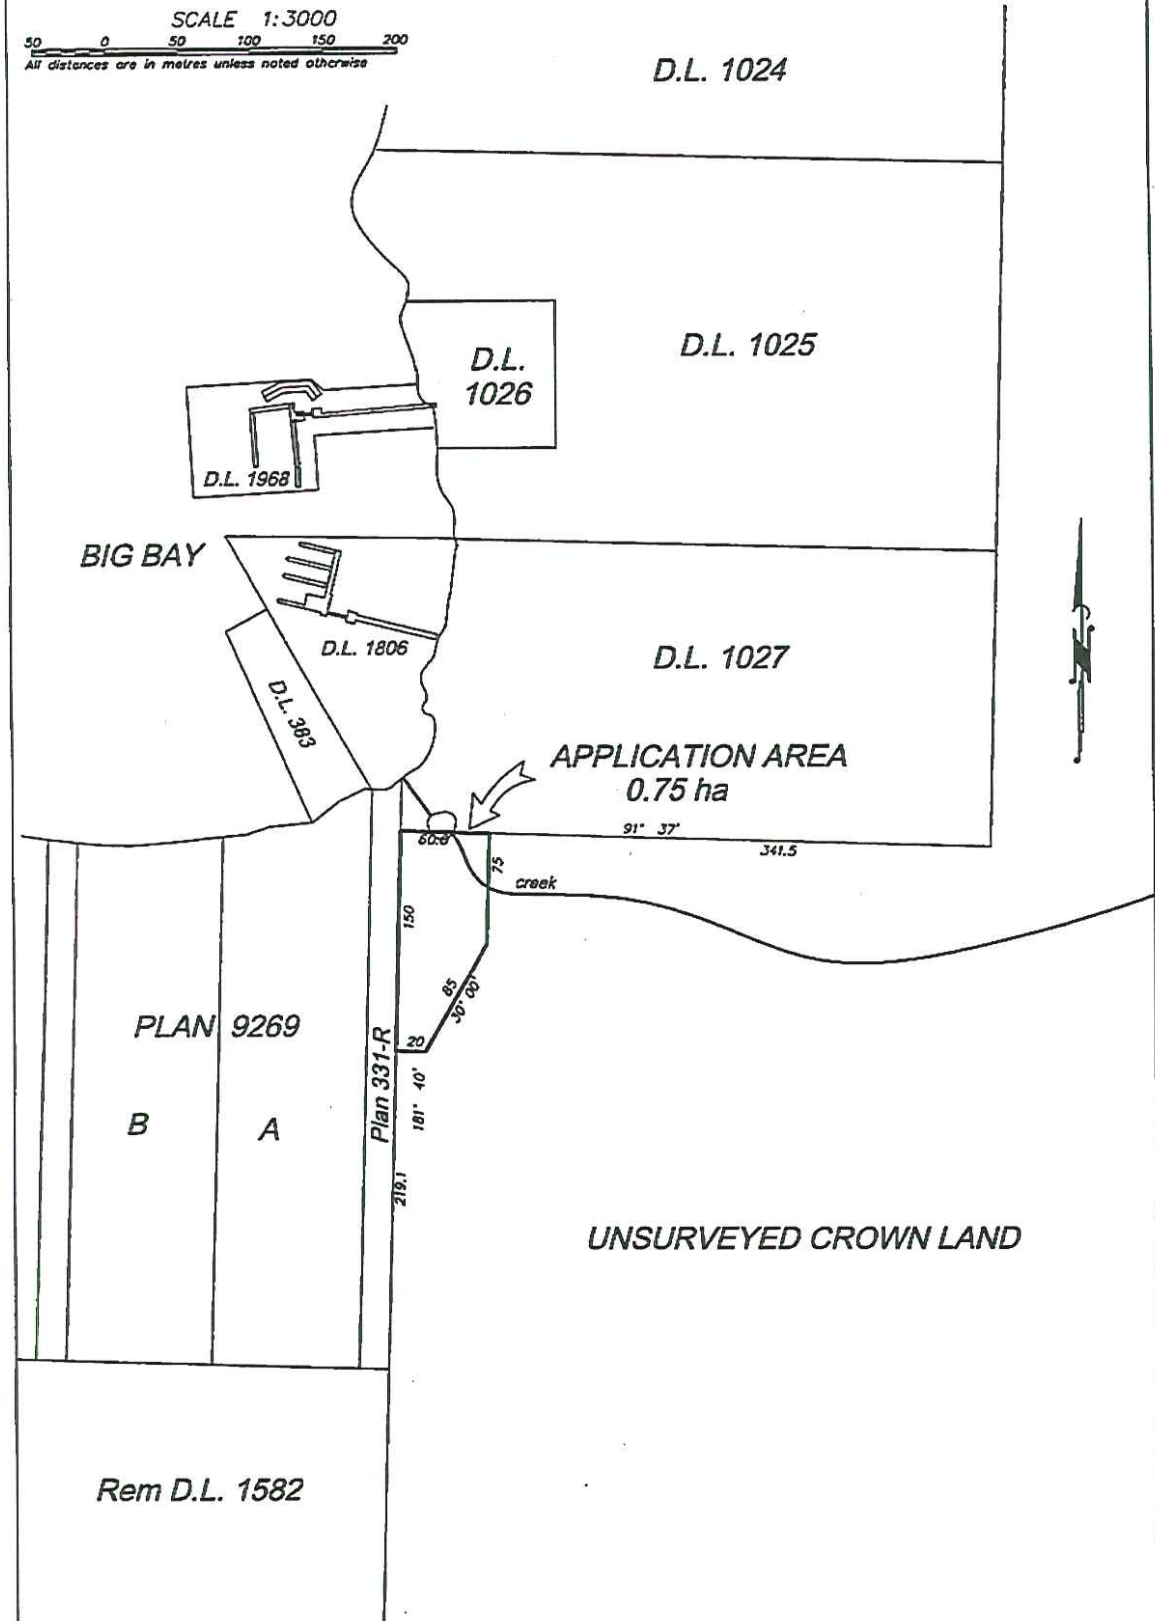 SCALE 1:3000
50 0 50 100 150 200
All distances are in metres unless noted otherwise
D.L. 1024
D.L. 1025
D.L.
1026
D.L. 1968
BIG BAY
D.L. 1806
D.L. 1027
D.L. 383
N
APPLICATION AREA
0.75 ha
91° 37'
341.5
75
creek
150
85
30° 00'
20
PLAN 9269
Plan 331-R
181° 40'
B
A
219.1
UNSURVEYED CROWN LAND
Rem D.L. 1582